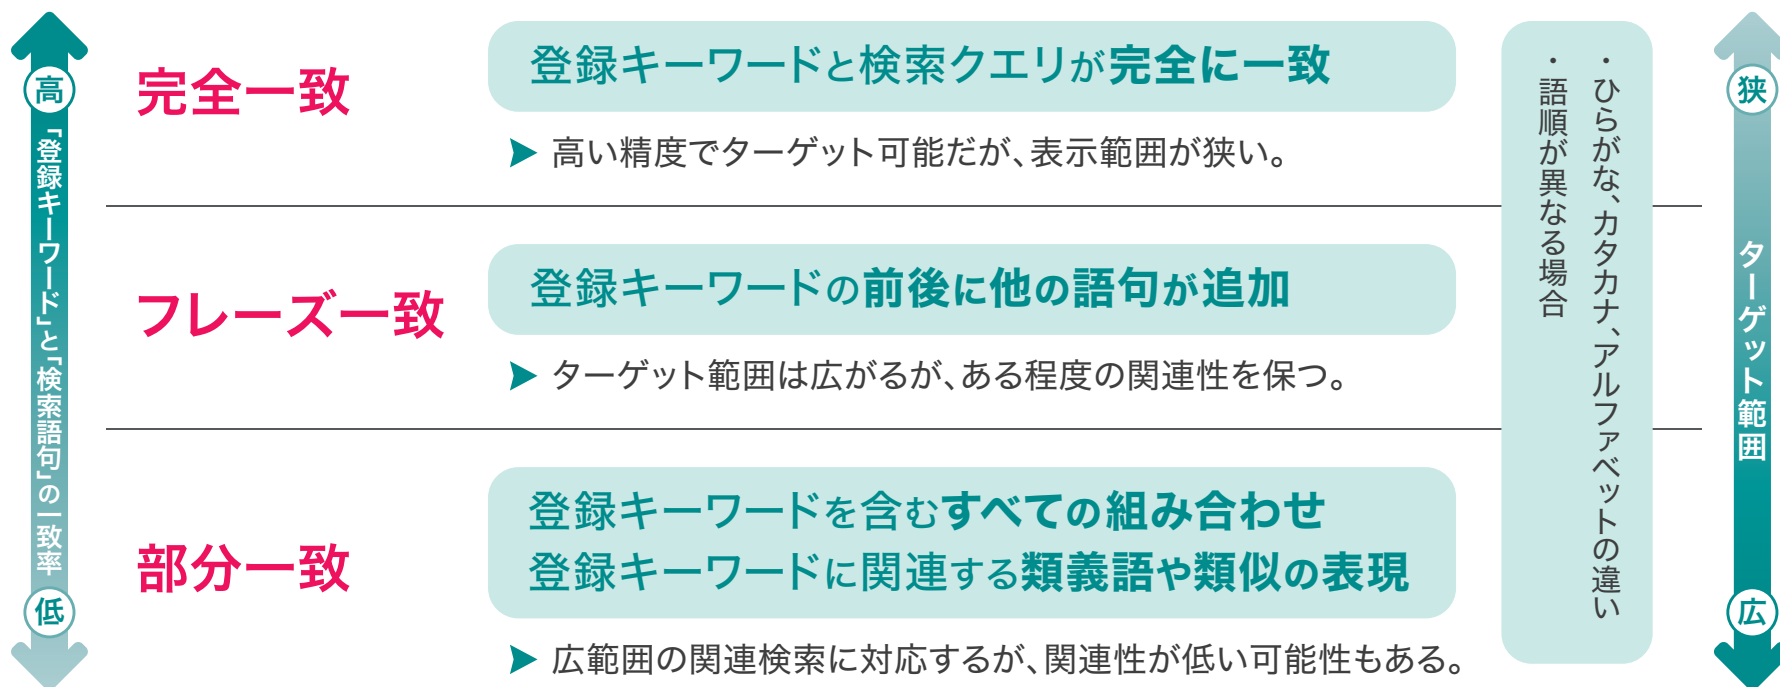 高
「登録キーワード」と「検索語句」の一致率
低
完全一致
登録キーワードと検索クエリが完全に一致
高い精度でターゲット可能だが、表示範囲が狭い。
フレーズ一致
登録キーワードの前後に他の語句が追加
ターゲット範囲は広がるが、ある程度の関連性を保つ。
部分一致
登録キーワードを含むすべての組み合わせ
登録キーワードに関連する類義語や類似の表現
広範囲の関連検索に対応するが、関連性が低い可能性もある。
・ひらがな、カタカナ、アルファベットの違い
・語順が異なる場合
狭
ターゲット範囲
広